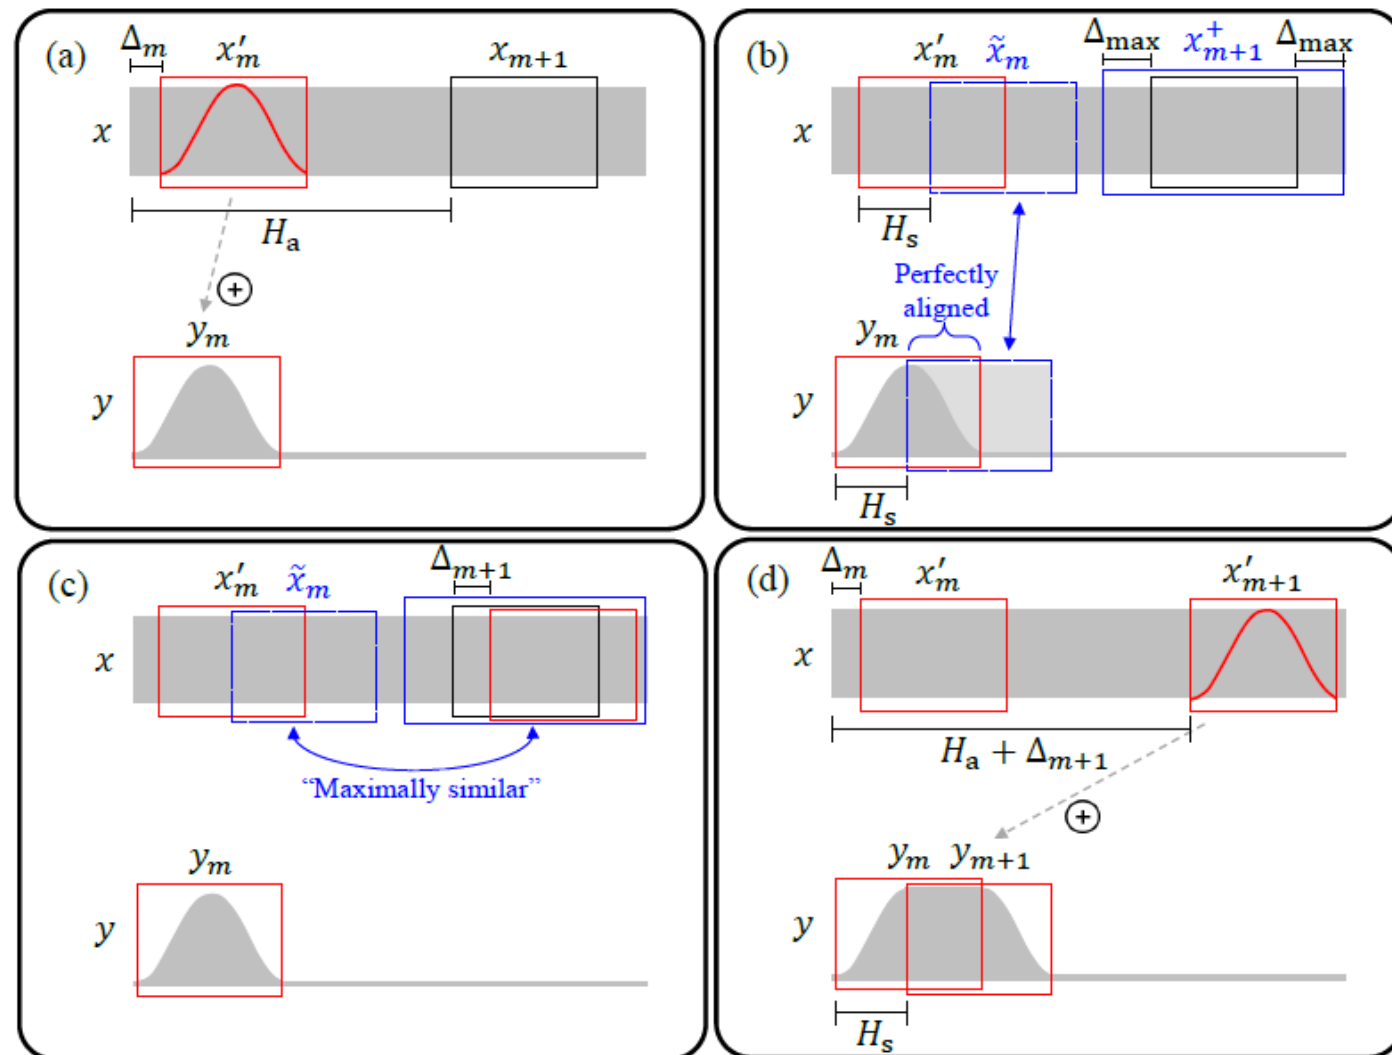 (a)
Δm x′m xm+1
x
Ha
+
ym
y
(b)
x′m x̃m Δmax x⁺m+1 Δmax
x
Hs
Perfectly
aligned
ym
y
Hs
(c)
x′m x̃m Δm+1
x
“Maximally similar”
ym
y
(d)
Δm x′m x′m+1
x
Ha + Δm+1
+
ym ym+1
y
Hs